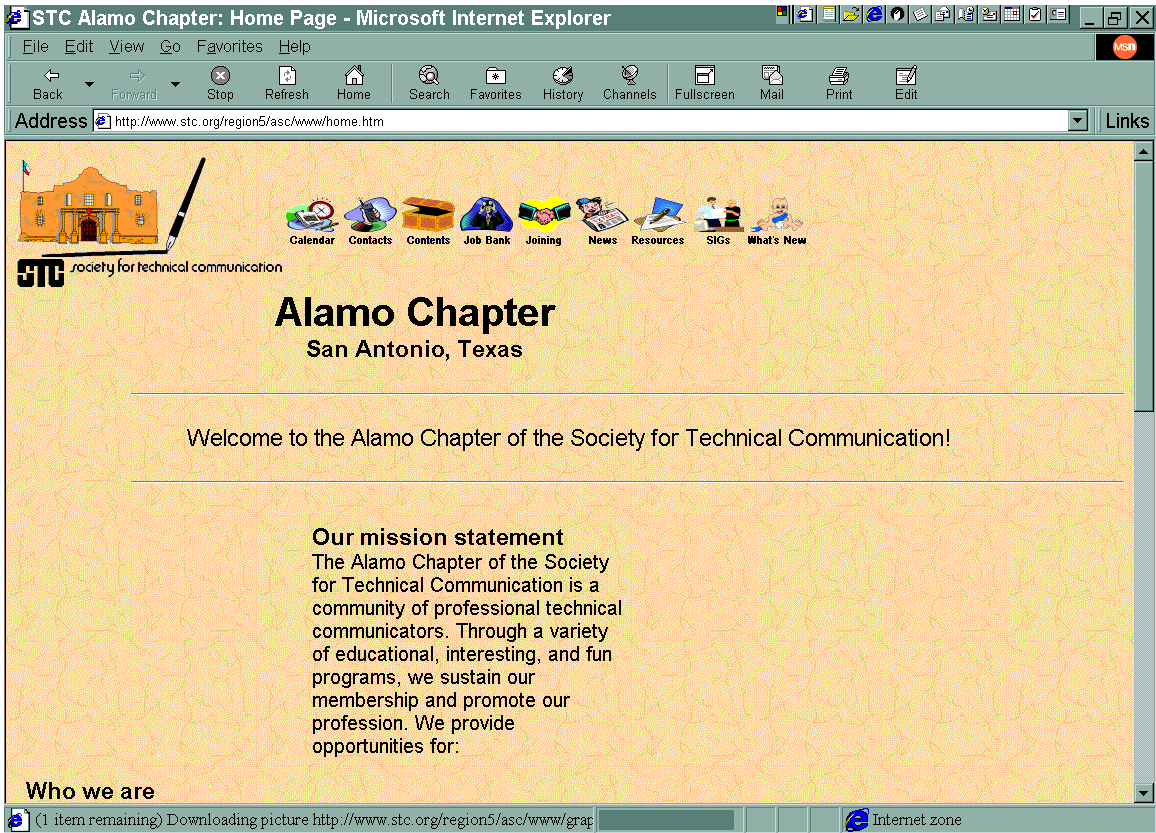 STC Alamo Chapter: Home Page - Microsoft Internet Explorer
File Edit View Go Favorites Help
msn
Back Forward Stop Refresh Home Search Favorites History Channels Fullscreen Mail Print Edit
Address http://www.stc.org/region5/asc/www/home.htm Links
Calendar Contacts Contents Job Bank Joining News Resources SIGs What's New
STC society for technical communication
Alamo Chapter
San Antonio, Texas
Welcome to the Alamo Chapter of the Society for Technical Communication!
Our mission statement
The Alamo Chapter of the Society
for Technical Communication is a
community of professional technical
communicators. Through a variety
of educational, interesting, and fun
programs, we sustain our
membership and promote our
profession. We provide
opportunities for:
Who we are
(1 item remaining) Downloading picture http://www.stc.org/region5/asc/www/grap Internet zone